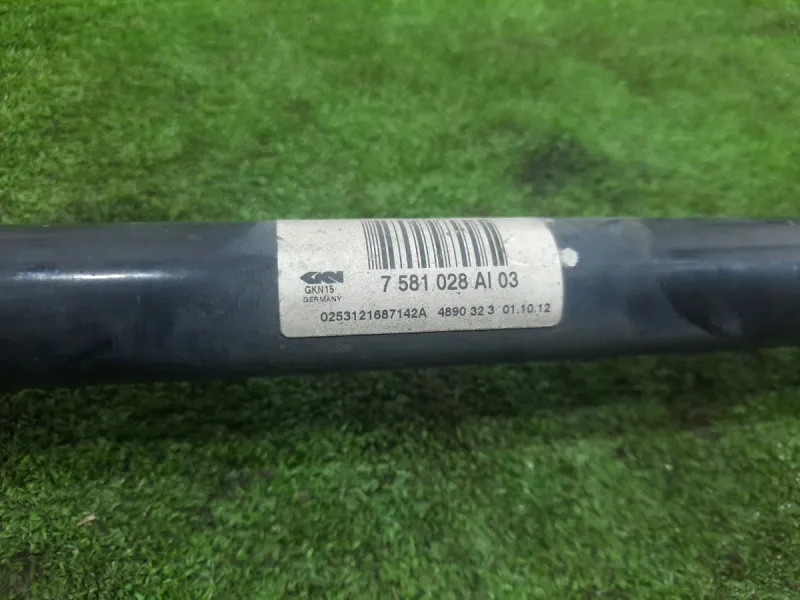 GKN
7 581 028 AI 03
GKN15
GERMANY
0253121687142A 4890 32 3 01.10.12